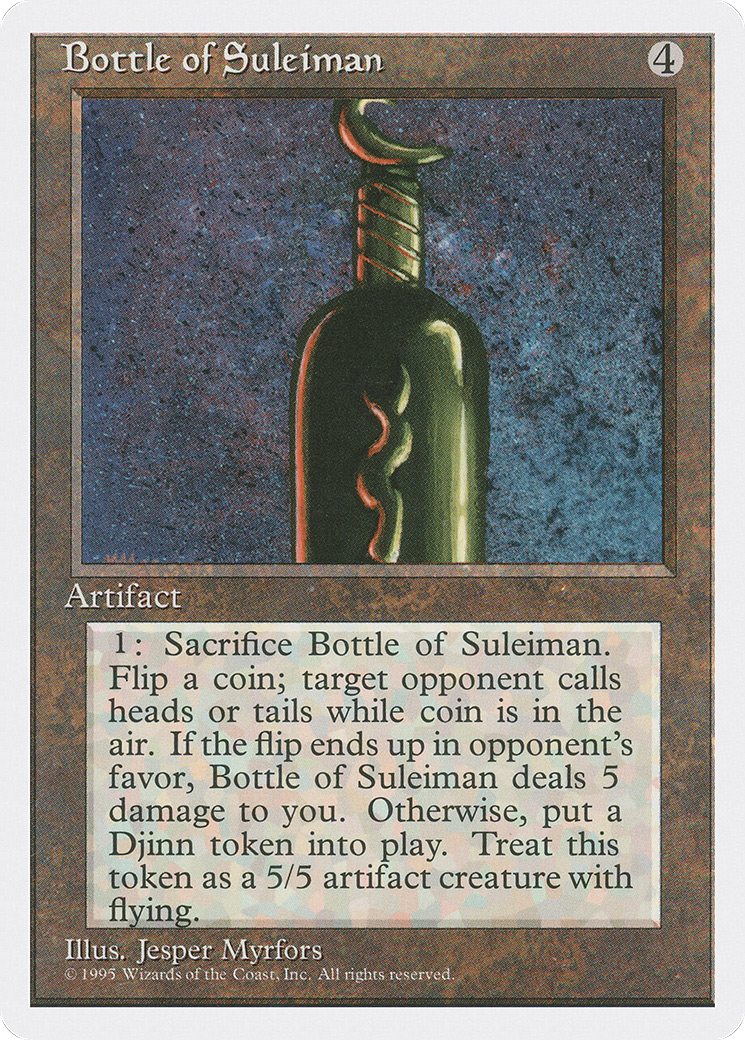 Bottle of Suleiman
4
Artifact
1: Sacrifice Bottle of Suleiman.
Flip a coin; target opponent calls
heads or tails while coin is in the
air. If the flip ends up in opponent's
favor, Bottle of Suleiman deals 5
damage to you. Otherwise, put a
Djinn token into play. Treat this
token as a 5/5 artifact creature with
flying.
Illus. Jesper Myrfors
© 1995 Wizards of the Coast, Inc. All rights reserved.